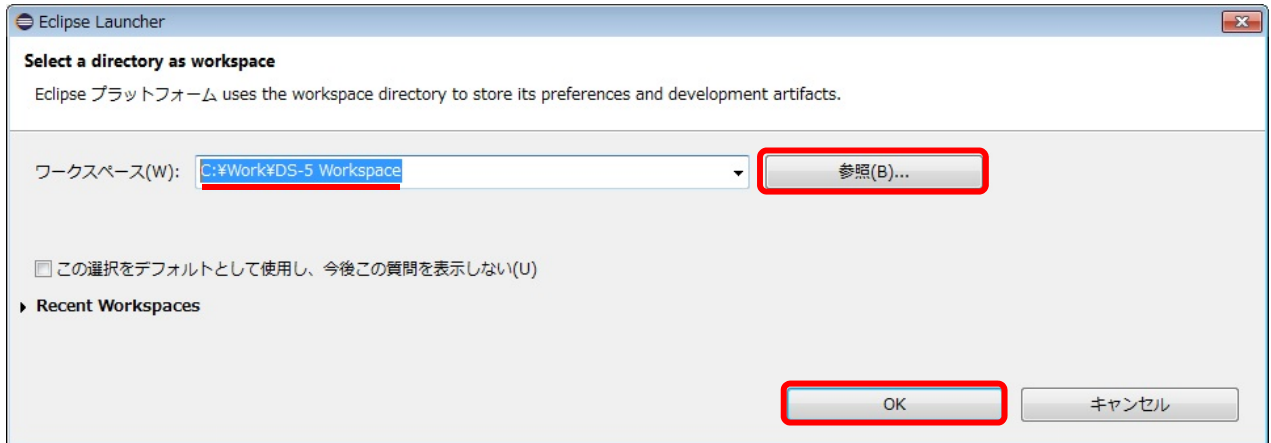 Eclipse Launcher
Select a directory as workspace
Eclipse プラットフォーム uses the workspace directory to store its preferences and development artifacts.
ワークスペース(W): C:¥Work¥DS-5 Workspace 参照(B)...
この選択をデフォルトとして使用し、今後この質問を表示しない(U)
Recent Workspaces
OK キャンセル